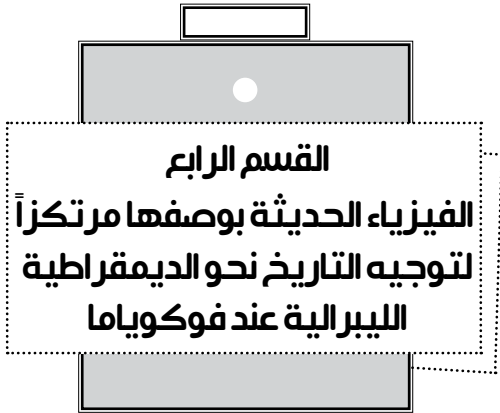 القسم الرابع
الفيزياء الحديثة بوصفها مرتكزاً
لتوجيه التاريخ نحو الديمقراطية
الليبرالية عند فوكوياما